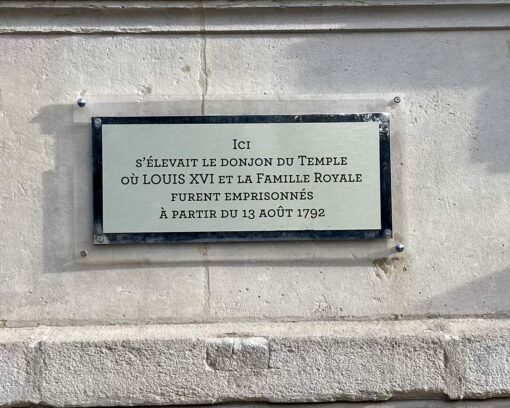 Ici
s'élevait le donjon du Temple
où LOUIS XVI et la Famille Royale
furent emprisonnés
à partir du 13 août 1792